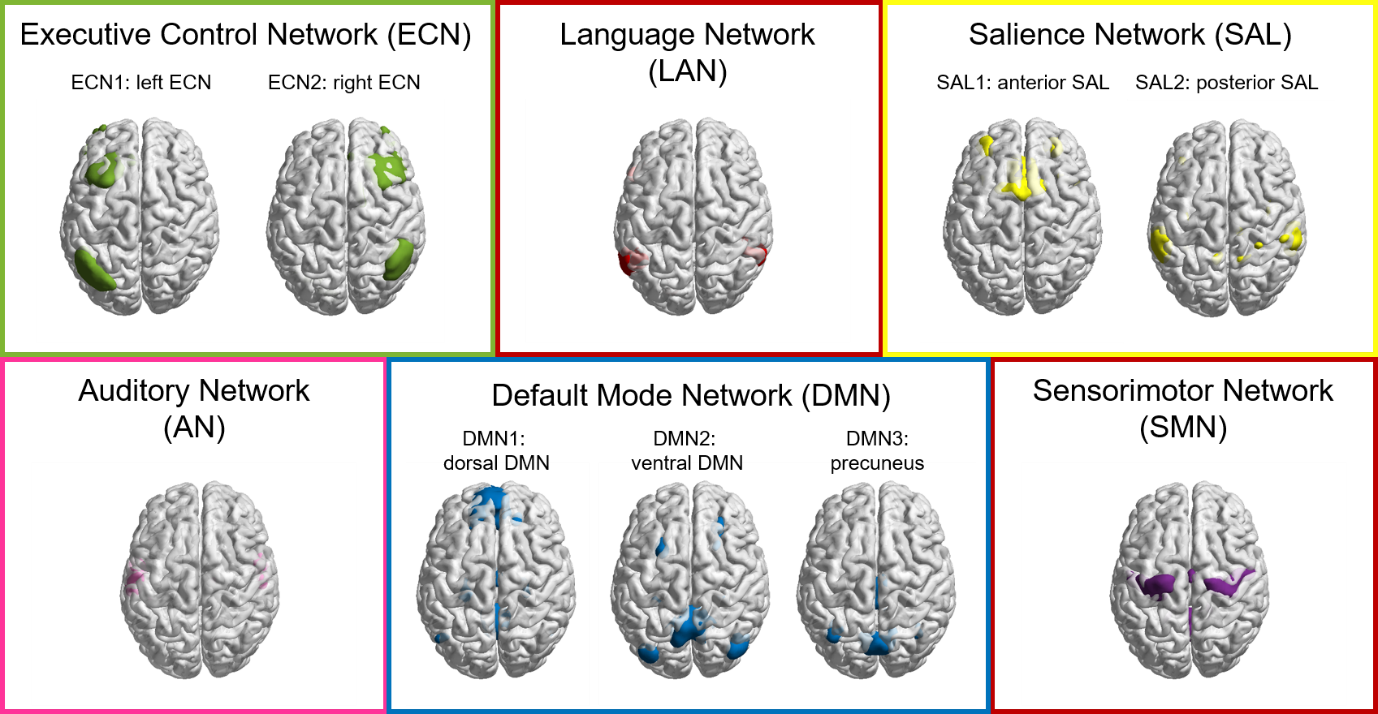 Executive Control Network (ECN)
ECN1: left ECN
ECN2: right ECN
Language Network
(LAN)
Salience Network (SAL)
SAL1: anterior SAL
SAL2: posterior SAL
Auditory Network
(AN)
Default Mode Network (DMN)
DMN1:
dorsal DMN
DMN2:
ventral DMN
DMN3:
precuneus
Sensorimotor Network
(SMN)